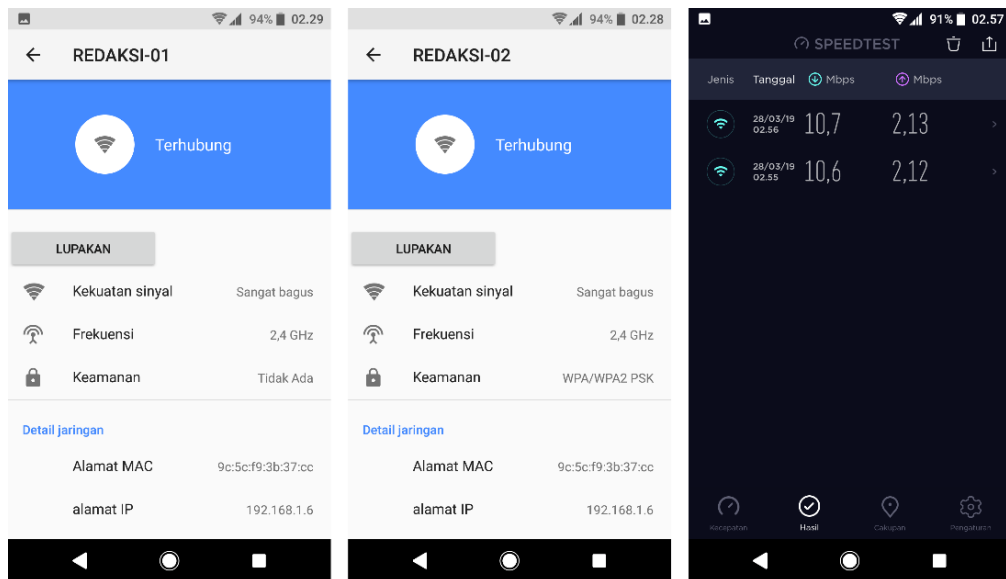 94% 02.29
REDAKSI-01
Terhubung
LUPAKAN
Kekuatan sinyal Sangat bagus
Frekuensi 2,4 GHz
Keamanan Tidak Ada
Detail jaringan
Alamat MAC 9c:5c:f9:3b:37:cc
alamat IP 192.168.1.6
94% 02.28
REDAKSI-02
Terhubung
LUPAKAN
Kekuatan sinyal Sangat bagus
Frekuensi 2,4 GHz
Keamanan WPA/WPA2 PSK
Detail jaringan
Alamat MAC 9c:5c:f9:3b:37:cc
alamat IP 192.168.1.6
91% 02.57
SPEEDTEST
Jenis Tanggal Mbps Mbps
28/03/19
02.56
10,7 2,13
28/03/19
02.55
10,6 2,12
Kecepatan Hasil Cakupan Pengaturan